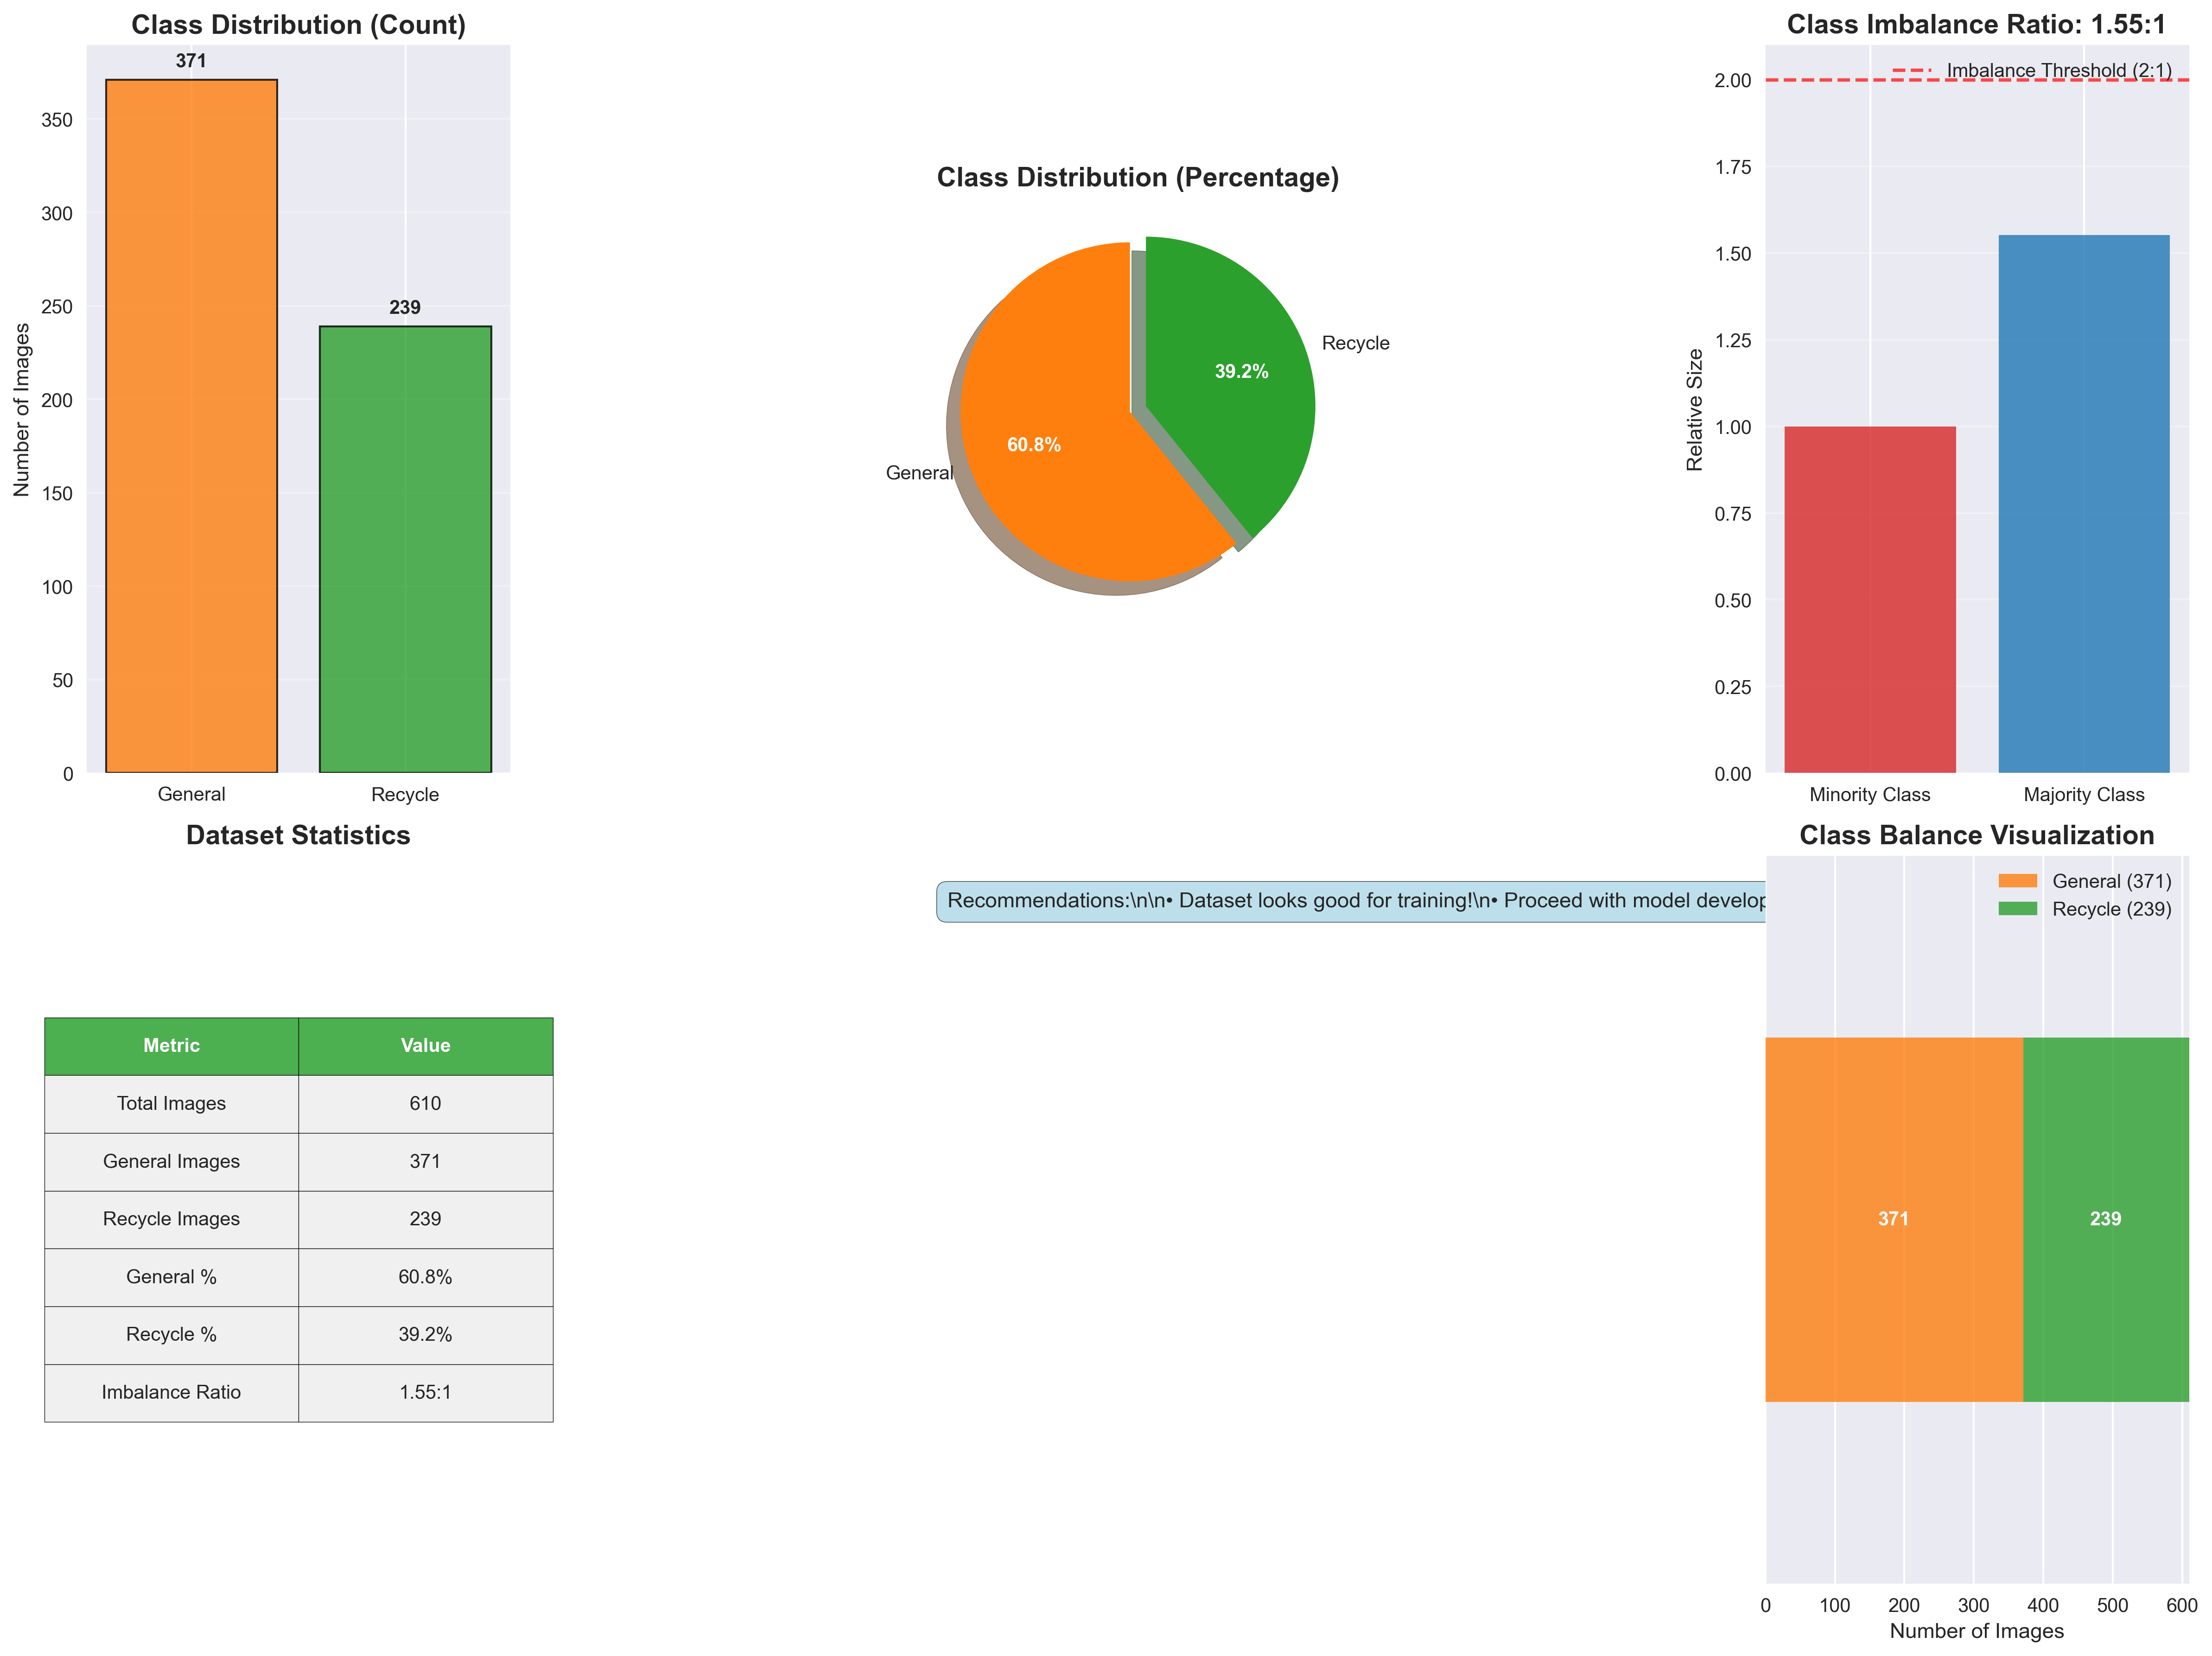 Class Distribution (Count)
371
239
350
300
250
200
150
100
50
0
Number of Images
General
Recycle
Class Distribution (Percentage)
Recycle
39.2%
60.8%
General
Class Imbalance Ratio: 1.55:1
Imbalance Threshold (2:1)
2.00
1.75
1.50
1.25
1.00
0.75
0.50
0.25
0.00
Relative Size
Minority Class
Majority Class
Dataset Statistics
Metric Value
Total Images 610
General Images 371
Recycle Images 239
General % 60.8%
Recycle % 39.2%
Imbalance Ratio 1.55:1
Recommendations:\n\n• Dataset looks good for training!\n• Proceed with model develop
Class Balance Visualization
General (371)
Recycle (239)
371
239
0 100 200 300 400 500 600
Number of Images